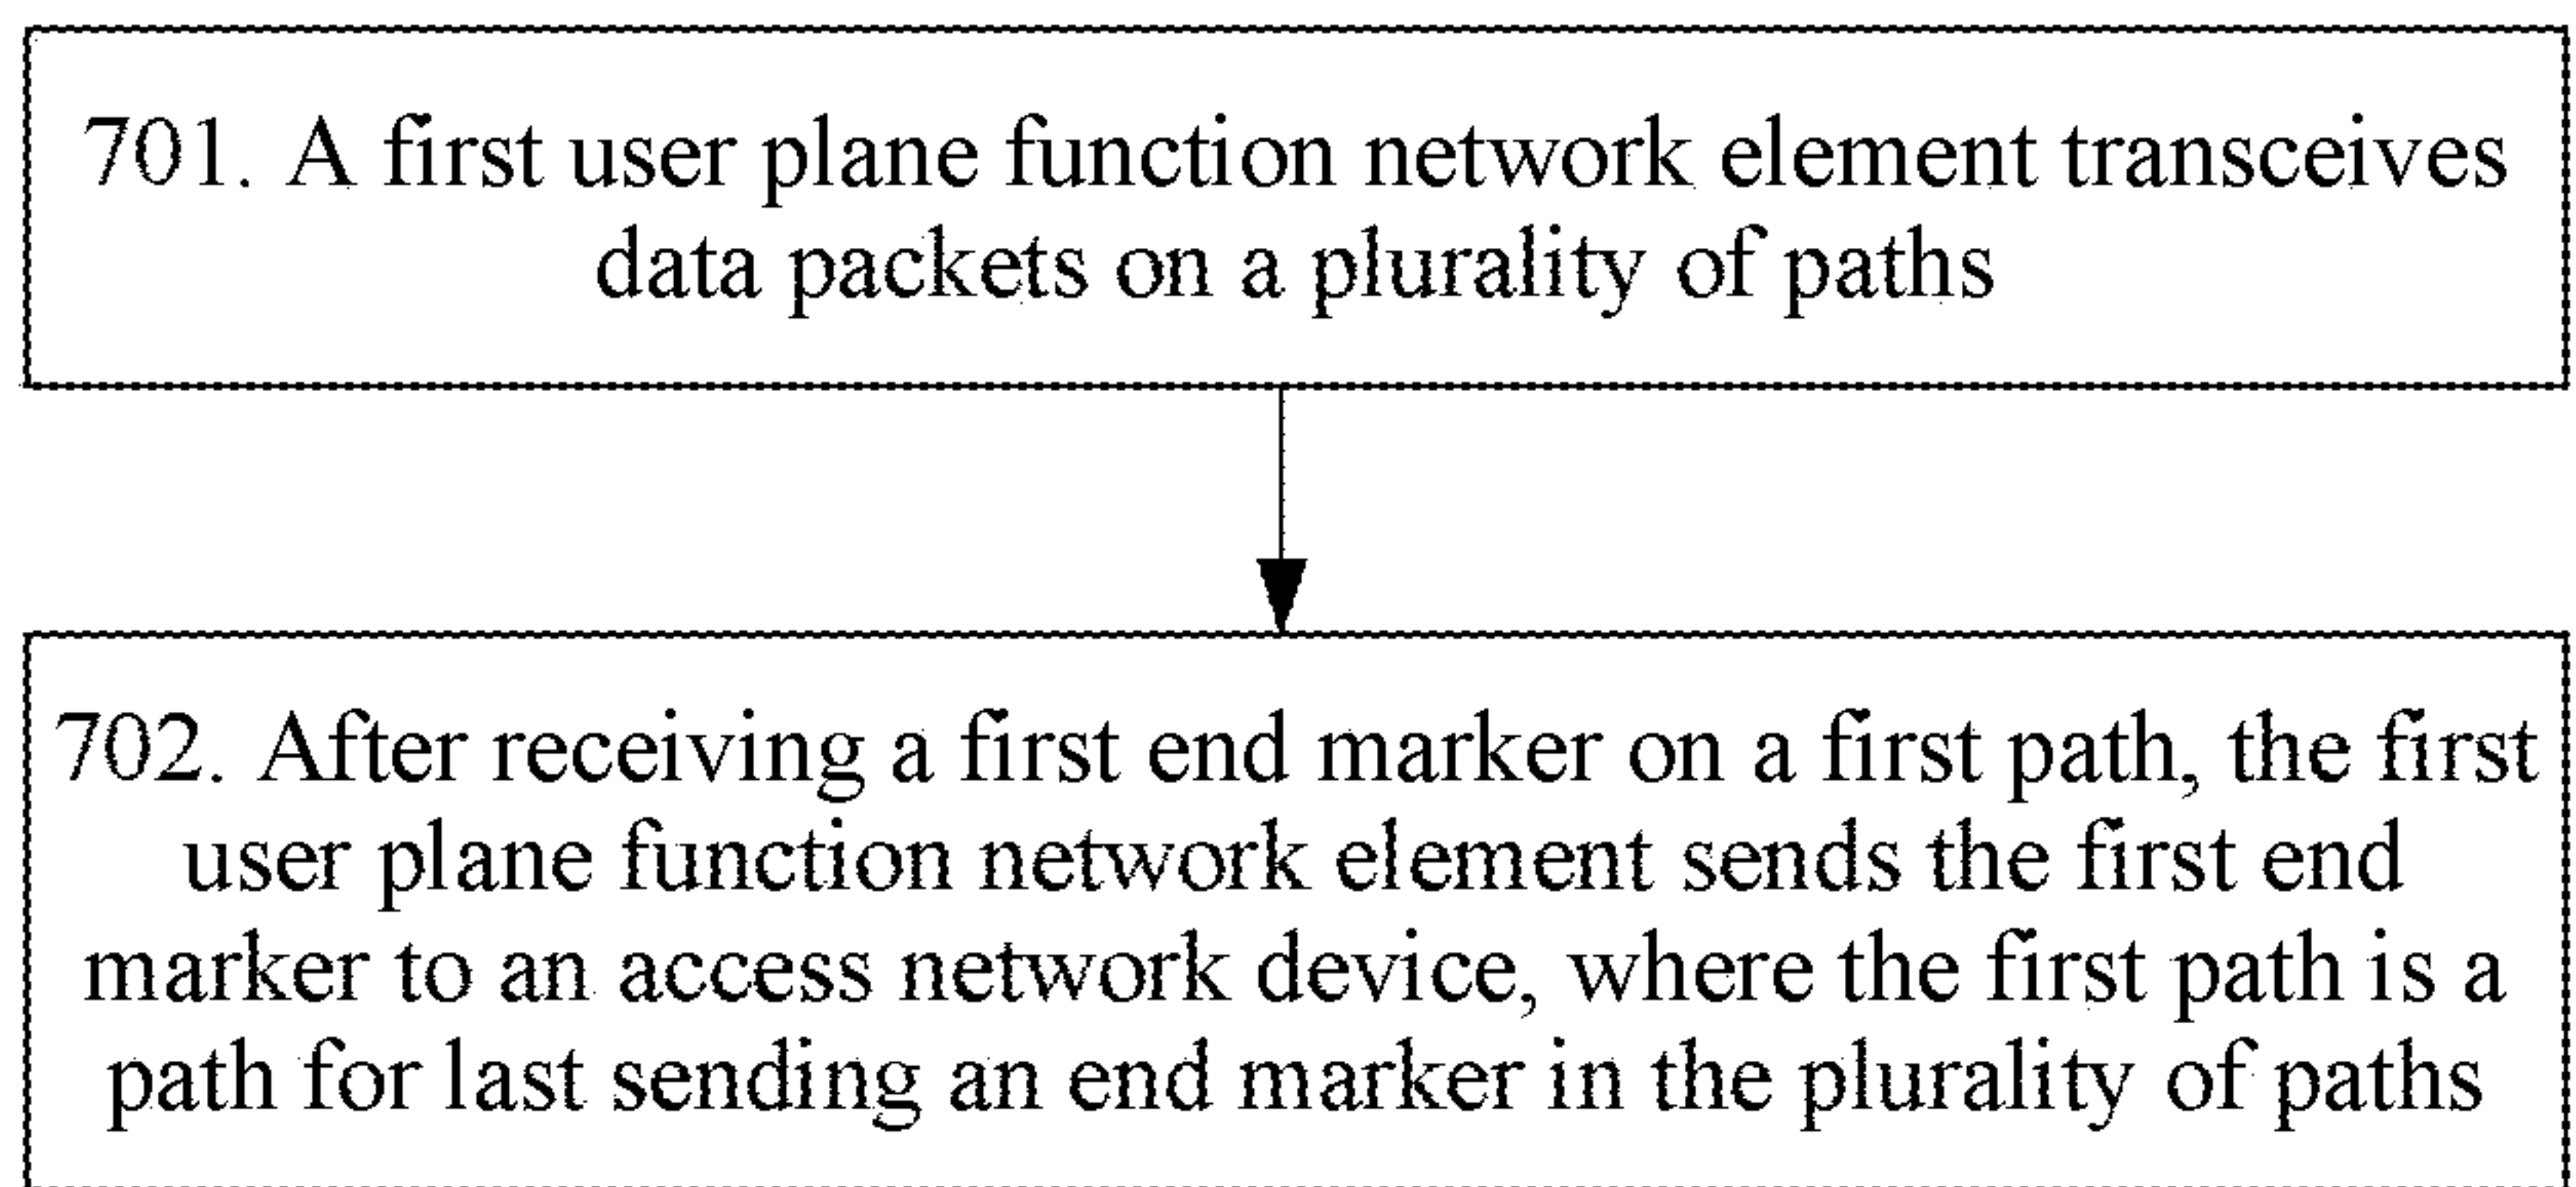 701. A first user plane function network element transceives
data packets on a plurality of paths
702. After receiving a first end marker on a first path, the first
user plane function network element sends the first end
marker to an access network device, where the first path is a
path for last sending an end marker in the plurality of paths